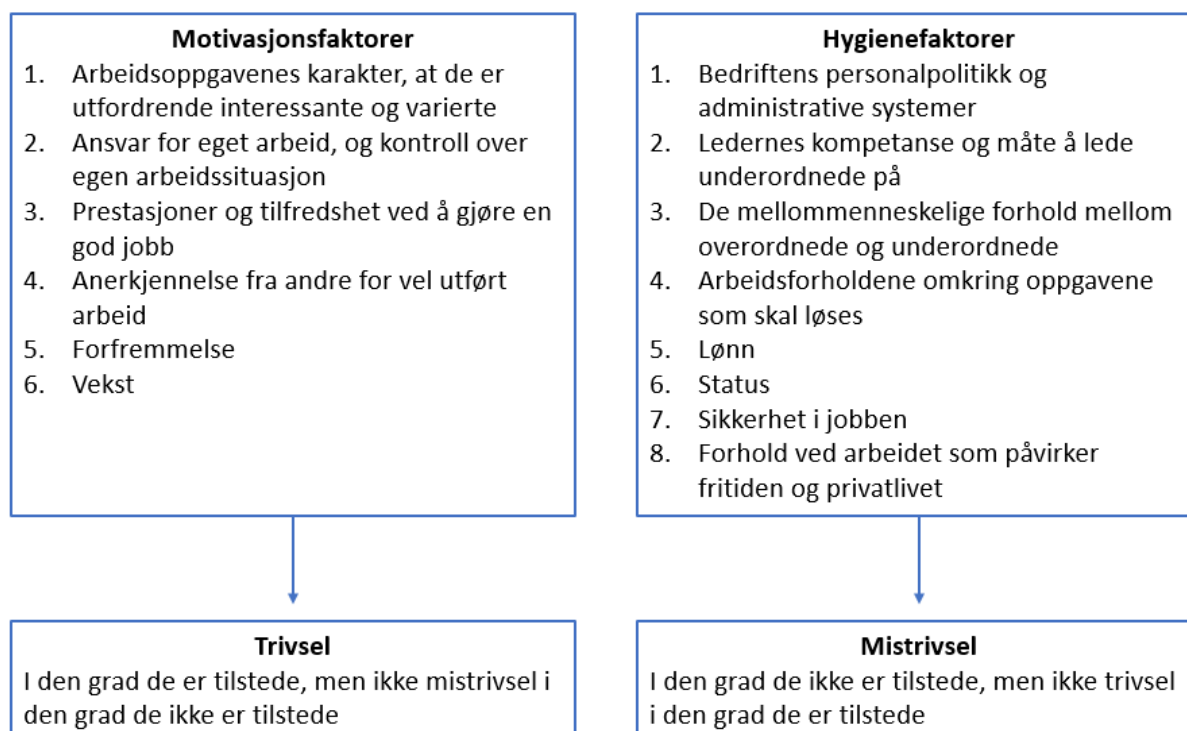 Motivasjonsfaktorer
1. Arbeidsoppgavenes karakter, at de er
utfordrende interessante og varierte
2. Ansvar for eget arbeid, og kontroll over
egen arbeidssituasjon
3. Prestasjoner og tilfredshet ved å gjøre en
god jobb
4. Anerkjennelse fra andre for vel utført
arbeid
5. Forfremmelse
6. Vekst
Hygienefaktorer
1. Bedriftens personalpolitikk og
administrative systemer
2. Ledernes kompetanse og måte å lede
underordnede på
3. De mellommenneskelige forhold mellom
overordnede og underordnede
4. Arbeidsforholdene omkring oppgavene
som skal løses
5. Lønn
6. Status
7. Sikkerhet i jobben
8. Forhold ved arbeidet som påvirker
fritiden og privatlivet
Trivsel
I den grad de er tilstede, men ikke mistrivsel i
den grad de ikke er tilstede
Mistrivsel
I den grad de ikke er tilstede, men ikke trivsel
i den grad de er tilstede